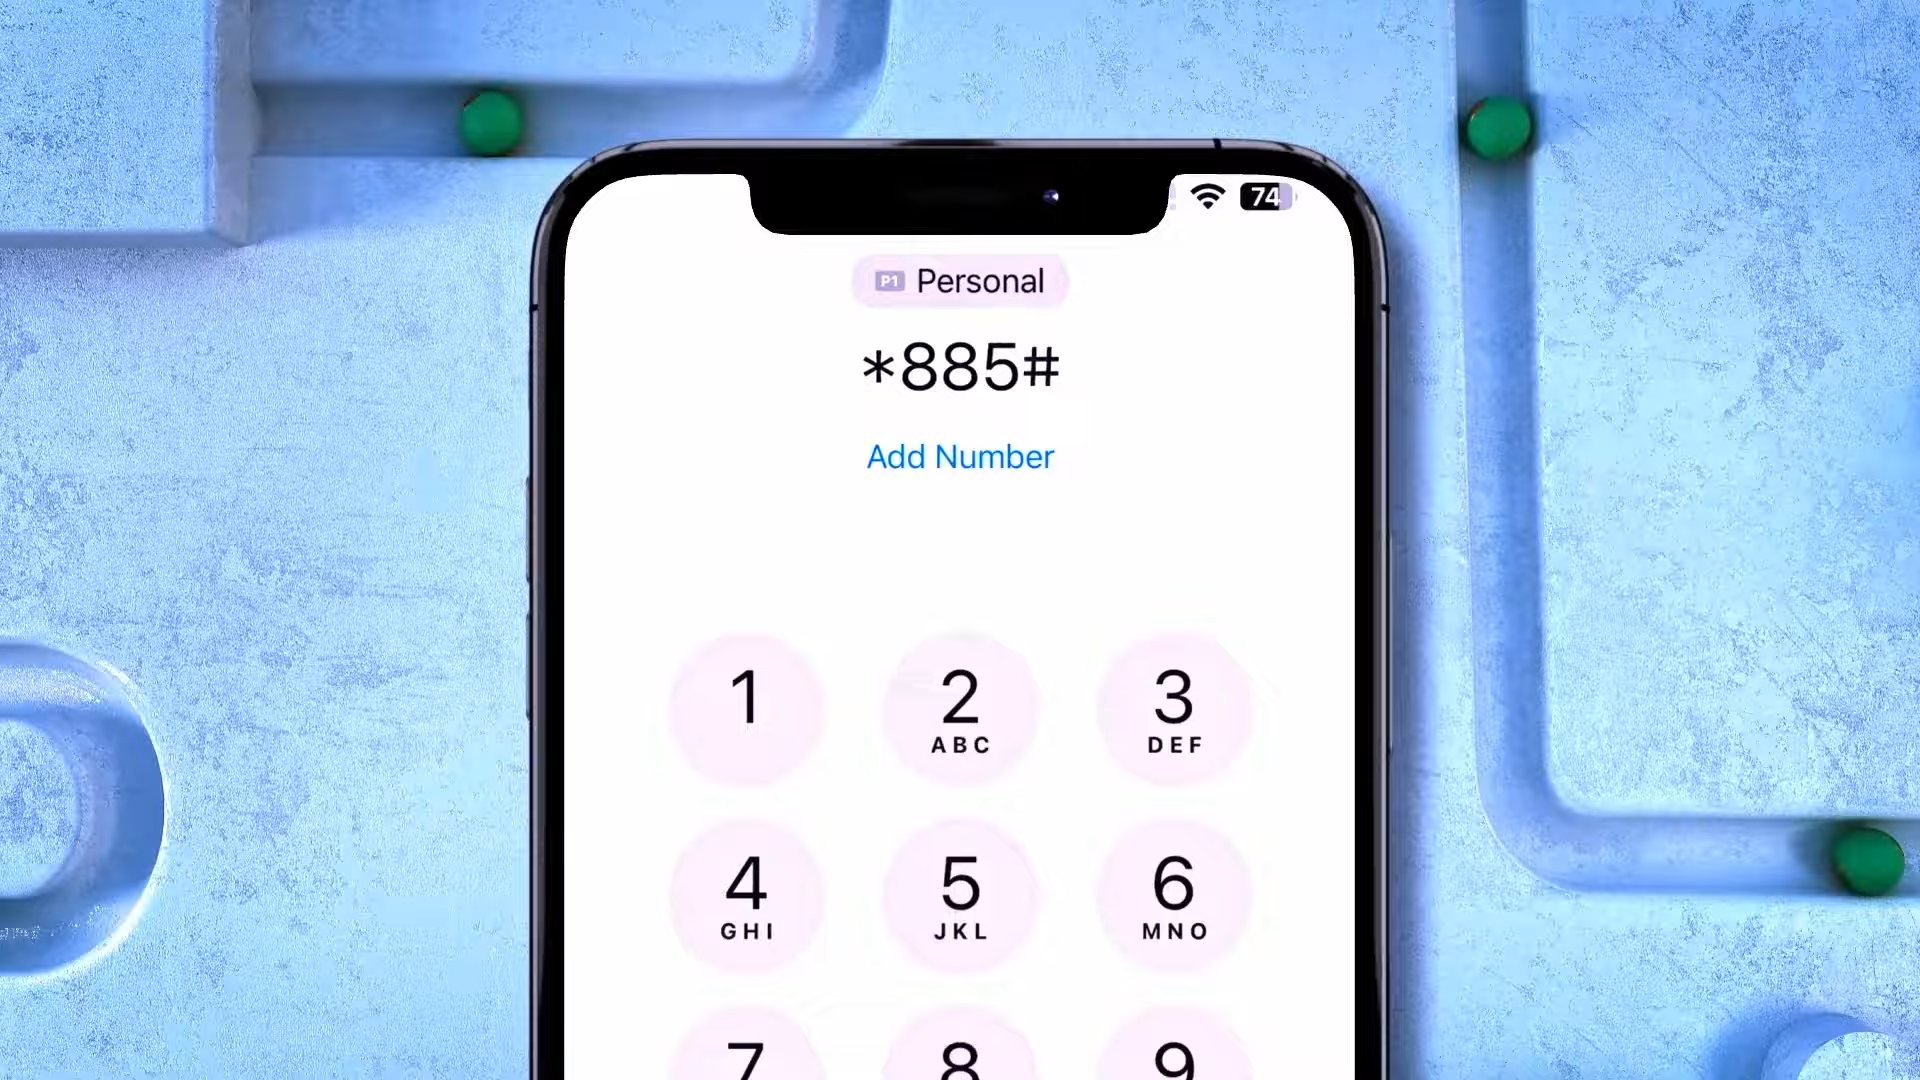 74
P1 Personal
*885#
Add Number
1
2
3
ABC
DEF
4
5
6
GHI
JKL
MNO
7
8
9